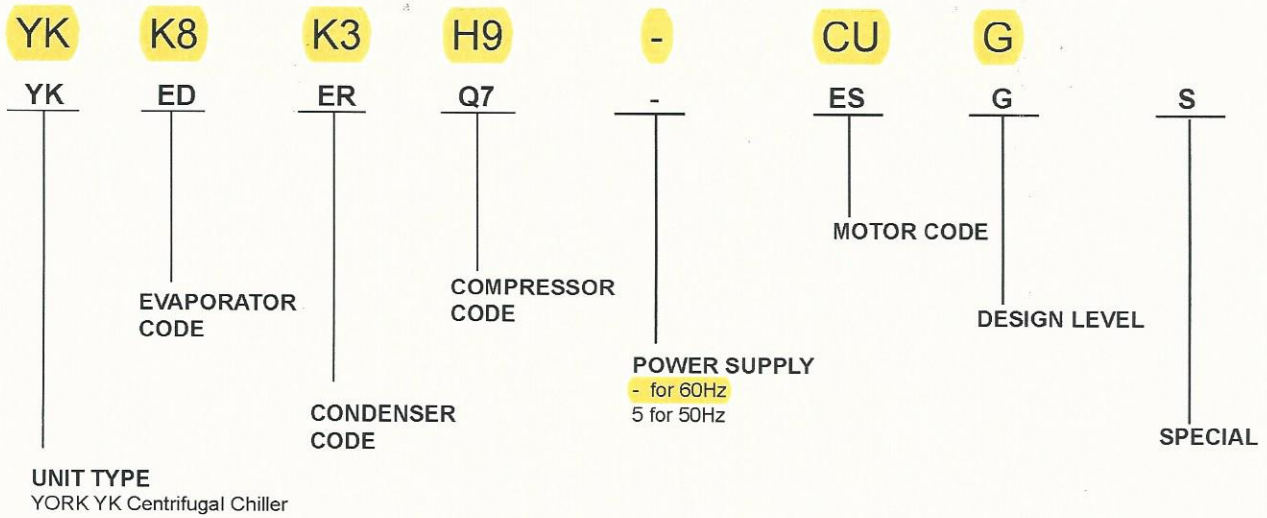 YK K8 K3 H9 - CU G
YK ED ER Q7 - ES G S
MOTOR CODE
EVAPORATOR
CODE
COMPRESSOR
CODE
DESIGN LEVEL
POWER SUPPLY
- for 60Hz
5 for 50Hz
CONDENSER
CODE
SPECIAL
UNIT TYPE
YORK YK Centrifugal Chiller